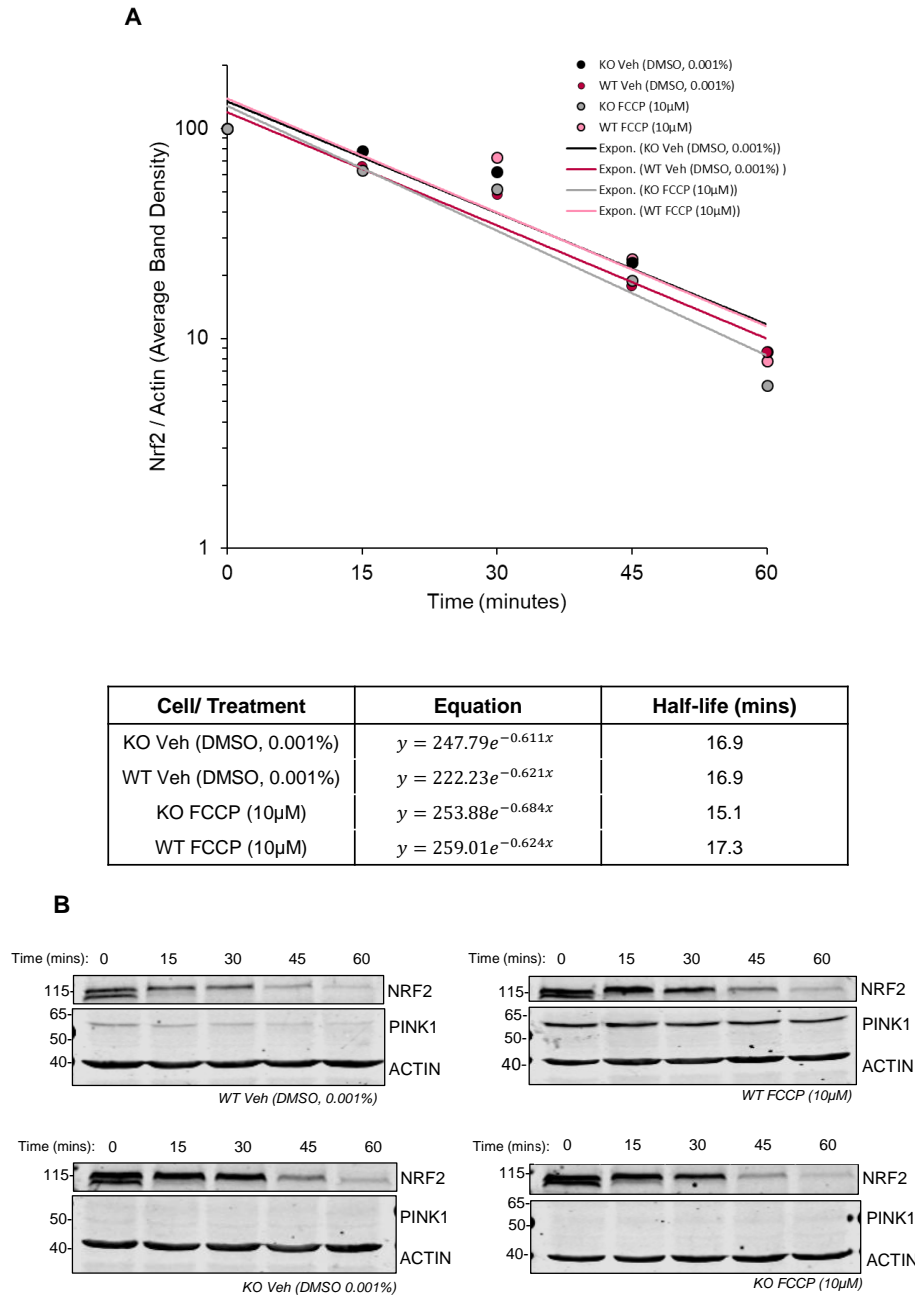 A
KO Veh (DMSO, 0.001%)
WT Veh (DMSO, 0.001%)
KO FCCP (10µM)
WT FCCP (10µM)
Expon. (KO Veh (DMSO, 0.001%))
Expon. (WT Veh (DMSO, 0.001%) )
Expon. (KO FCCP (10µM))
Expon. (WT FCCP (10µM))
Nrf2 / Actin (Average Band Density)
100
10
1
0 15 30 45 60
Time (minutes)
Cell/ Treatment Equation Half-life (mins)
KO Veh (DMSO, 0.001%) y = 247.79e^{-0.611x} 16.9
WT Veh (DMSO, 0.001%) y = 222.23e^{-0.621x} 16.9
KO FCCP (10µM) y = 253.88e^{-0.684x} 15.1
WT FCCP (10µM) y = 259.01e^{-0.624x} 17.3
B
Time (mins): 0 15 30 45 60
115- NRF2
65-
PINK1
50-
40- ACTIN
WT Veh (DMSO, 0.001%)
Time (mins): 0 15 30 45 60
115- NRF2
65-
PINK1
50-
40- ACTIN
WT FCCP (10µM)
Time (mins): 0 15 30 45 60
115- NRF2
50- PINK1
40- ACTIN
KO Veh (DMSO 0.001%)
Time (mins): 0 15 30 45 60
115- NRF2
65-
PINK1
50-
40- ACTIN
KO FCCP (10µM)